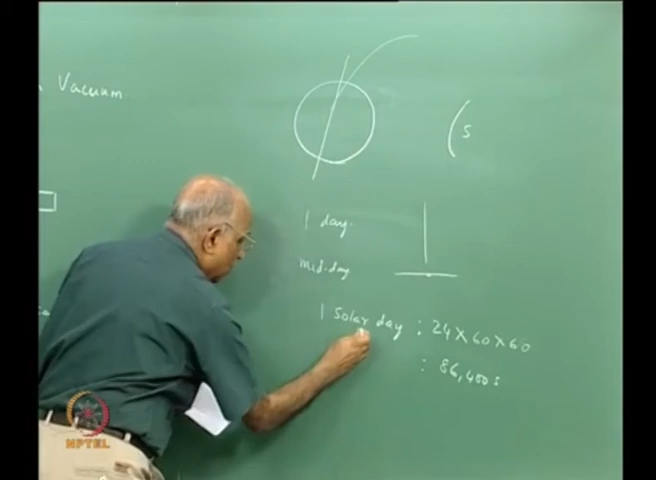 Vacuum
(S
1 day.
mid-day
1 Solar day : 24 X 60 X 60
: 86,400 s
NPTEL